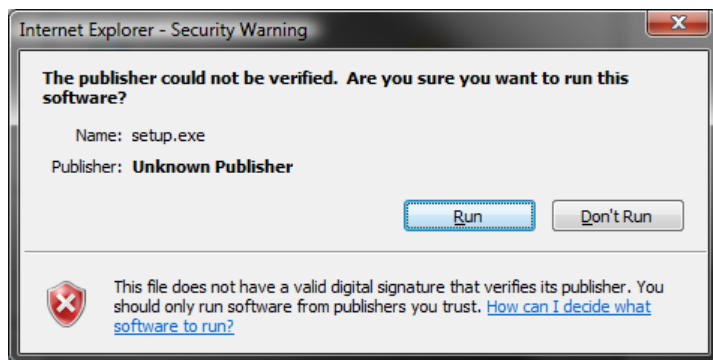 Internet Explorer - Security Warning
The publisher could not be verified.  Are you sure you want to run this
software?
Name: setup.exe
Publisher: Unknown Publisher
Run Don't Run
This file does not have a valid digital signature that verifies its publisher. You
should only run software from publishers you trust. How can I decide what
software to run?